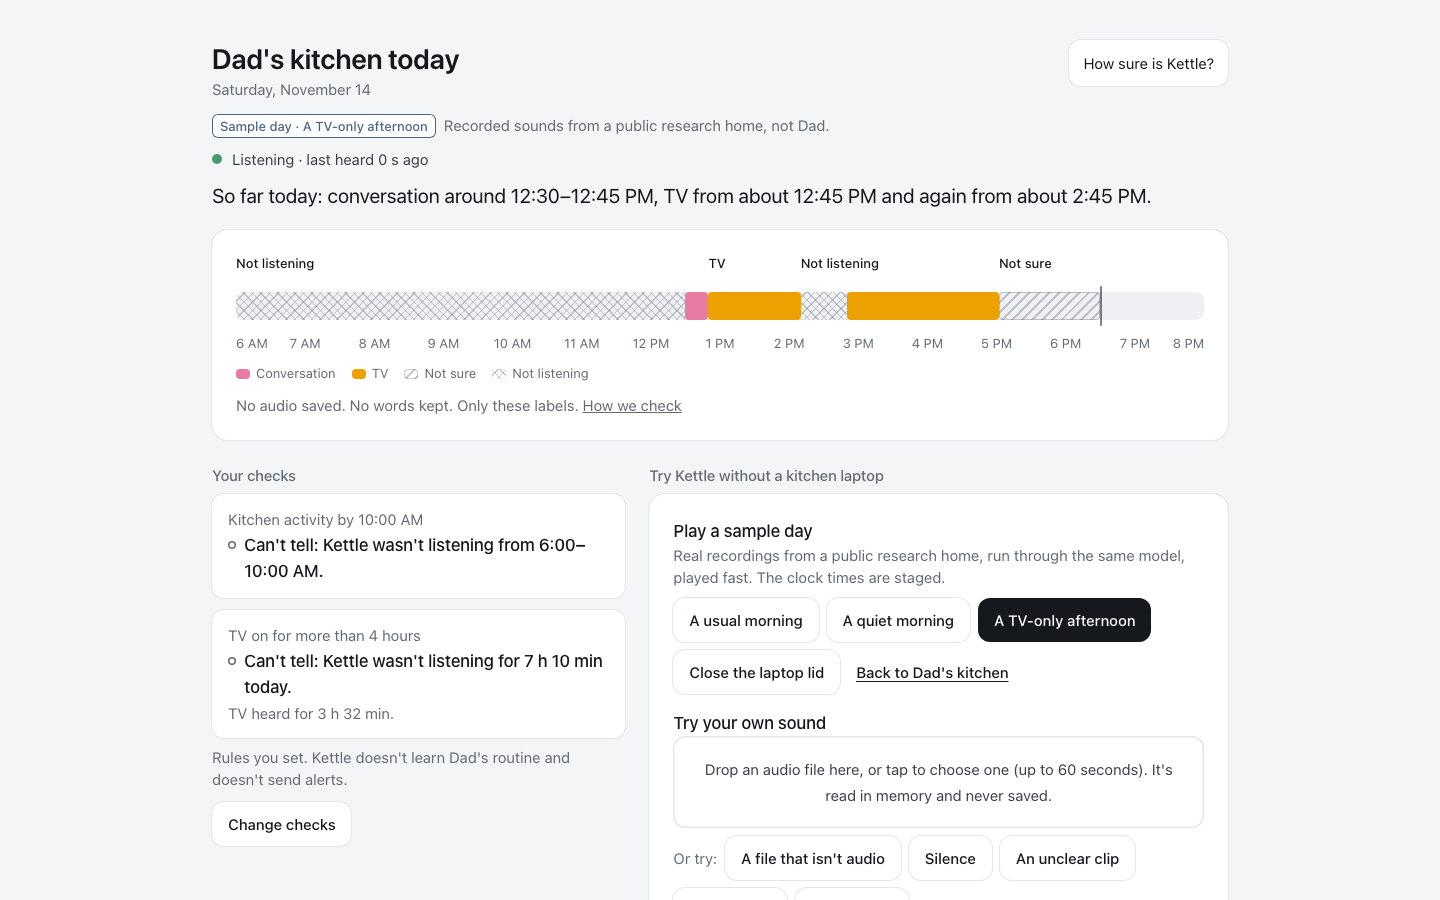 Dad's kitchen today
How sure is Kettle?
Saturday, November 14
Sample day · A TV-only afternoon
Recorded sounds from a public research home, not Dad.
Listening · last heard 0 s ago
So far today: conversation around 12:30–12:45 PM, TV from about 12:45 PM and again from about 2:45 PM.
Not listening TV Not listening Not sure
6 AM 7 AM 8 AM 9 AM 10 AM 11 AM 12 PM 1 PM 2 PM 3 PM 4 PM 5 PM 6 PM 7 PM 8 PM
Conversation TV Not sure Not listening
No audio saved. No words kept. Only these labels. How we check
Your checks
Kitchen activity by 10:00 AM
Can't tell: Kettle wasn't listening from 6:00–
10:00 AM.
TV on for more than 4 hours
Can't tell: Kettle wasn't listening for 7 h 10 min
today.
TV heard for 3 h 32 min.
Rules you set. Kettle doesn't learn Dad's routine and
doesn't send alerts.
Change checks
Try Kettle without a kitchen laptop
Play a sample day
Real recordings from a public research home, run through the same model,
played fast. The clock times are staged.
A usual morning
A quiet morning
A TV-only afternoon
Close the laptop lid
Back to Dad's kitchen
Try your own sound
Drop an audio file here, or tap to choose one (up to 60 seconds). It's
read in memory and never saved.
Or try:
A file that isn't audio
Silence
An unclear clip